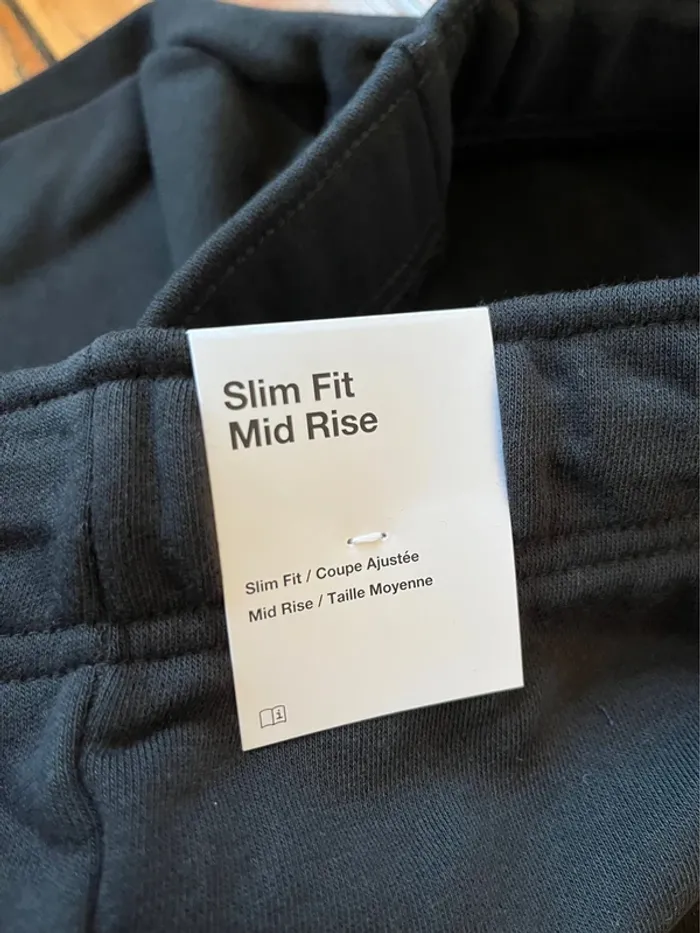 Slim Fit
Mid Rise
Slim Fit / Coupe Ajustée
Mid Rise / Taille Moyenne
i